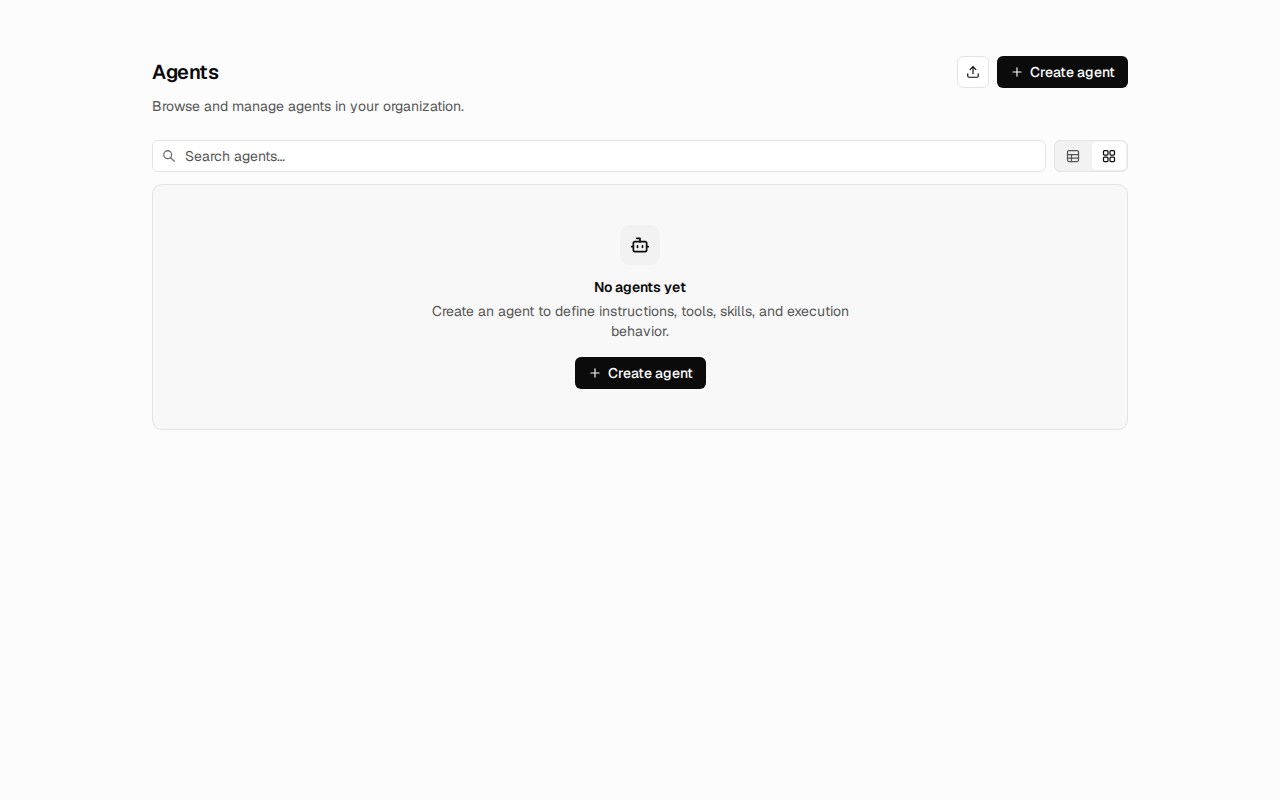 Agents
Create agent
Browse and manage agents in your organization.
Search agents...
No agents yet
Create an agent to define instructions, tools, skills, and execution
behavior.
Create agent